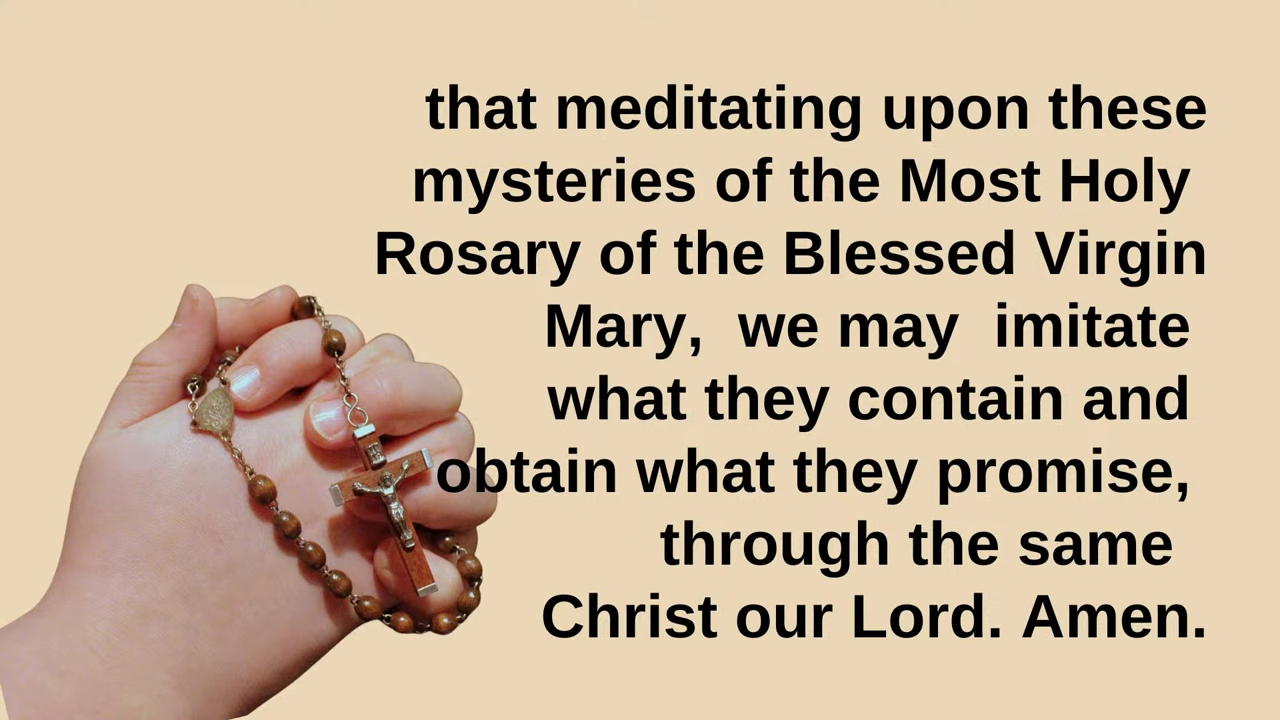 that meditating upon these
mysteries of the Most Holy
Rosary of the Blessed Virgin
Mary, we may imitate
what they contain and
obtain what they promise,
through the same
Christ our Lord. Amen.